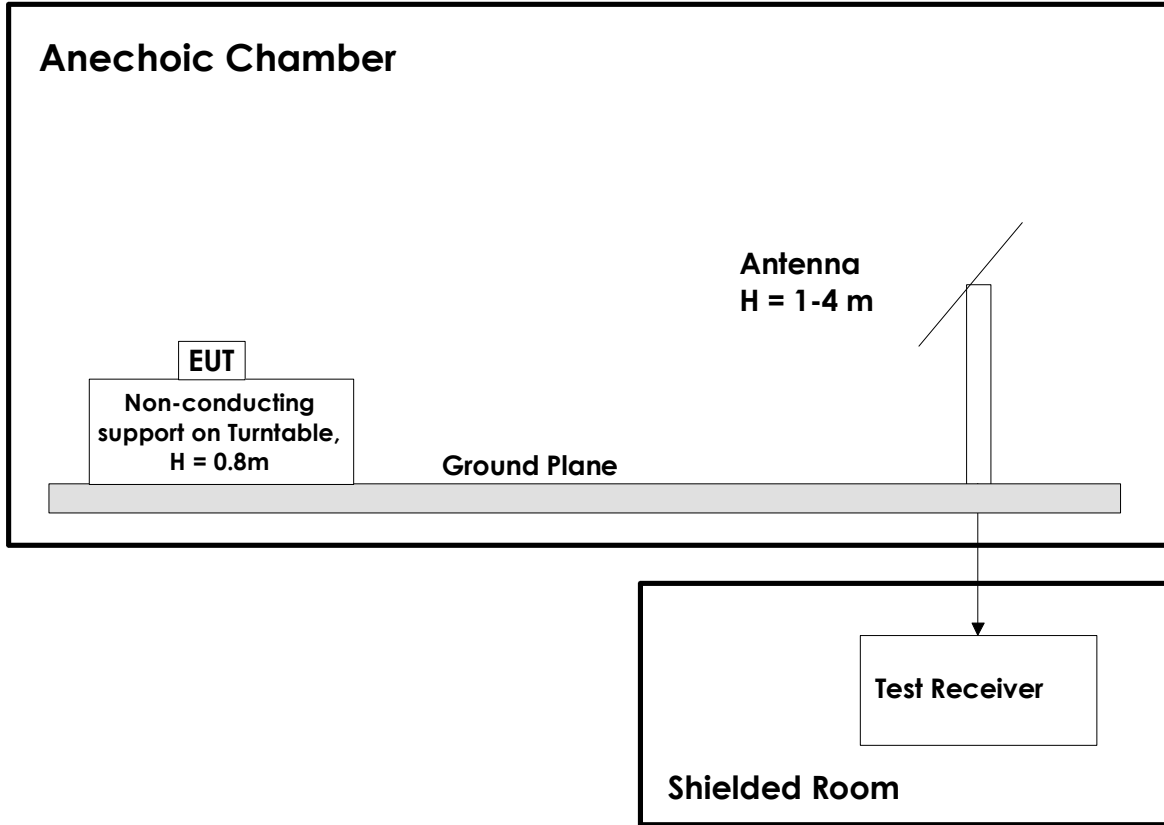 Anechoic Chamber
Antenna
H = 1-4 m
EUT
Non-conducting
support on Turntable,
H = 0.8m
Ground Plane
Test Receiver
Shielded Room